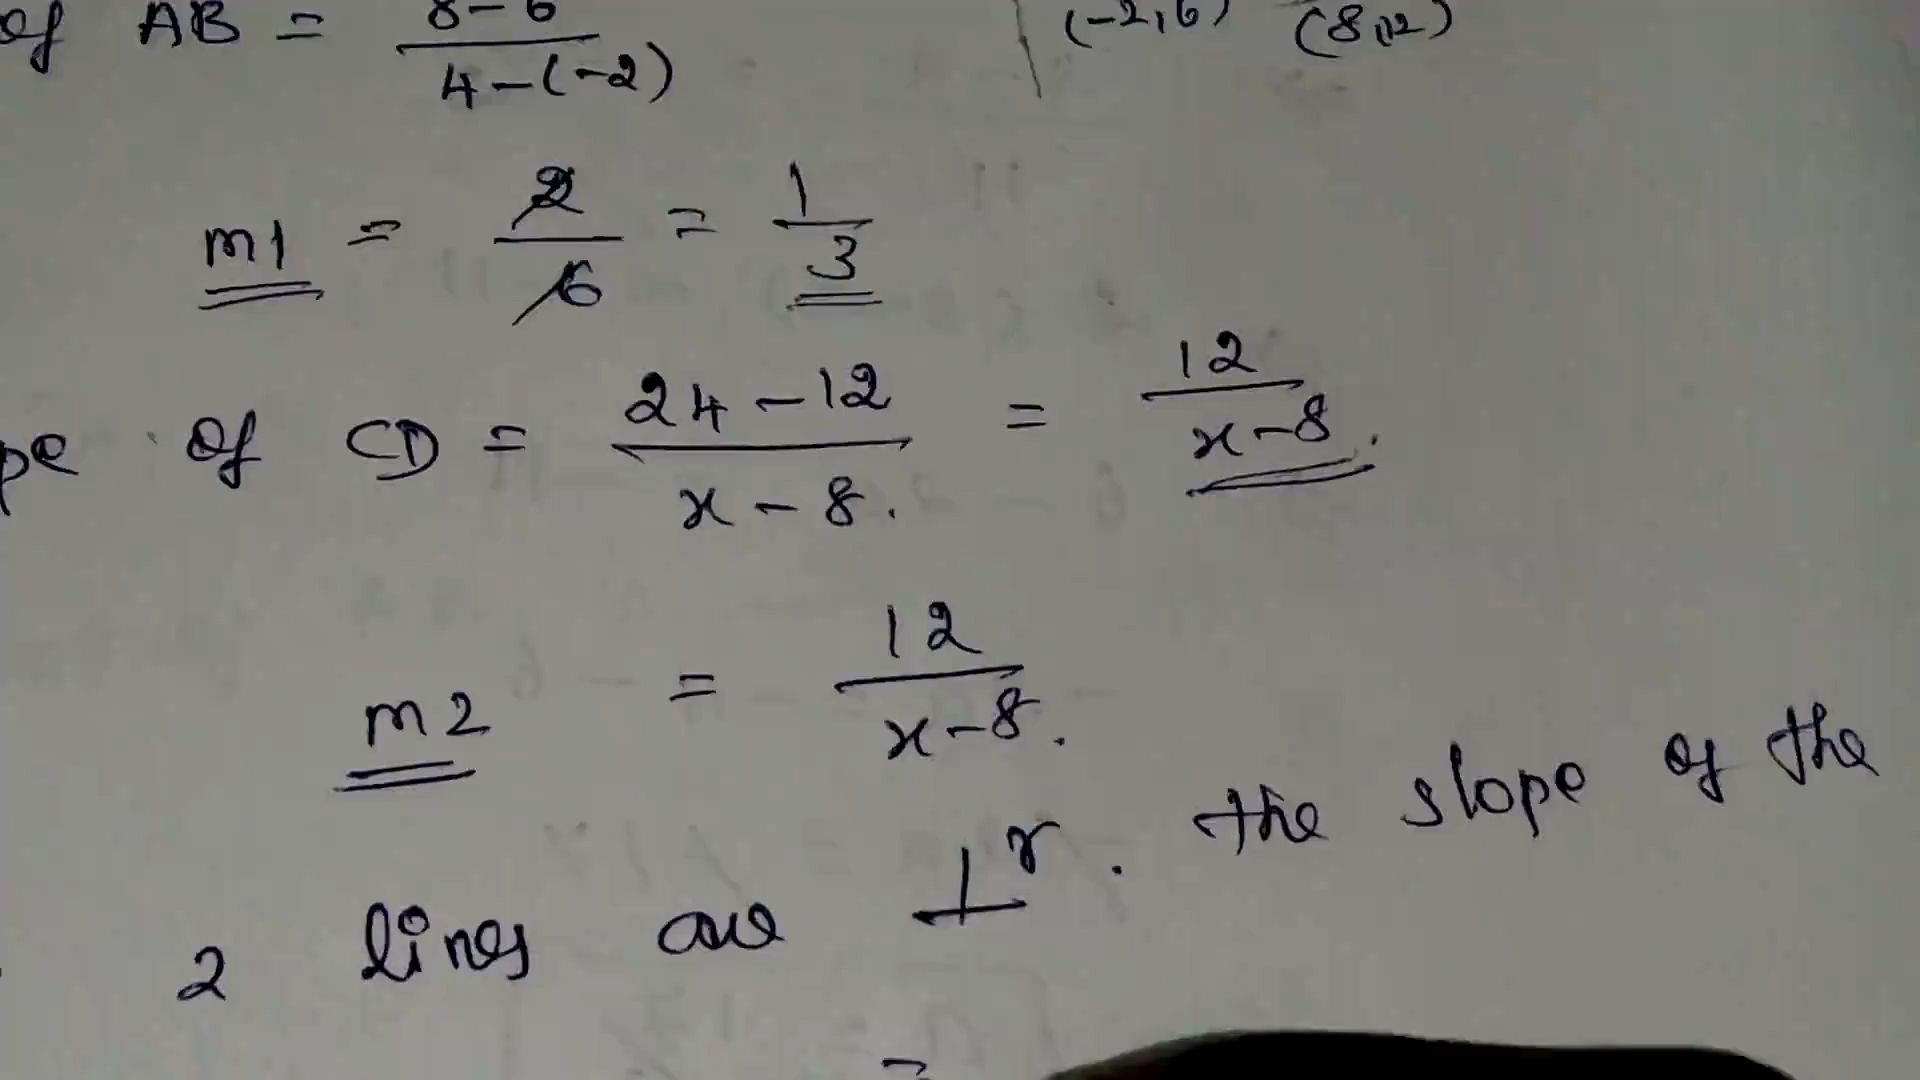 of AB = 8-6 / 4-(-2)
(-2,6) (8,12)
m1 = 2/6 = 1/3
pe of CD = 24-12 / x-8. = 12 / x-8.
m2 = 12 / x-8.
2 lines are ⊥r. the slope of the
=